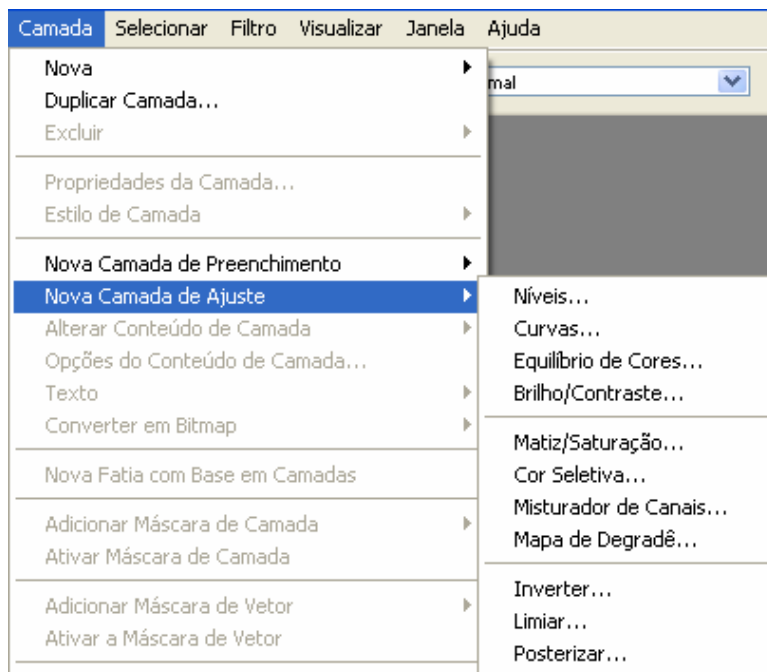 Camada Selecionar Filtro Visualizar Janela Ajuda
Nova
Duplicar Camada...
Excluir
Propriedades da Camada...
Estilo de Camada
Nova Camada de Preenchimento
Nova Camada de Ajuste
Alterar Conteúdo de Camada
Opções do Conteúdo de Camada...
Texto
Converter em Bitmap
Nova Fatia com Base em Camadas
Adicionar Máscara de Camada
Ativar Máscara de Camada
Adicionar Máscara de Vetor
Ativar a Máscara de Vetor
mal
Níveis...
Curvas...
Equilíbrio de Cores...
Brilho/Contraste...
Matiz/Saturação...
Cor Seletiva...
Misturador de Canais...
Mapa de Degradê...
Inverter...
Limiar...
Posterizar...